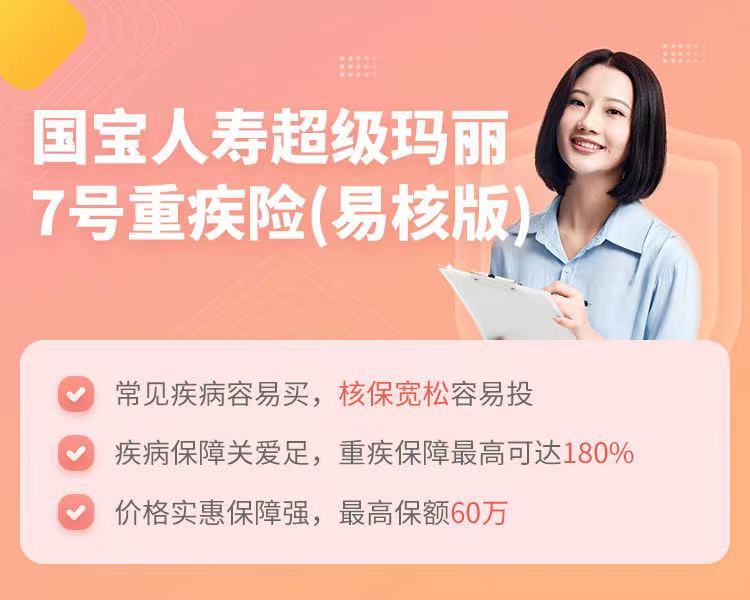 国宝人寿超级玛丽
7号重疾险(易核版)
常见疾病容易买，核保宽松容易投
疾病保障关爱足，重疾保障最高可达180%
价格实惠保障强，最高保额60万